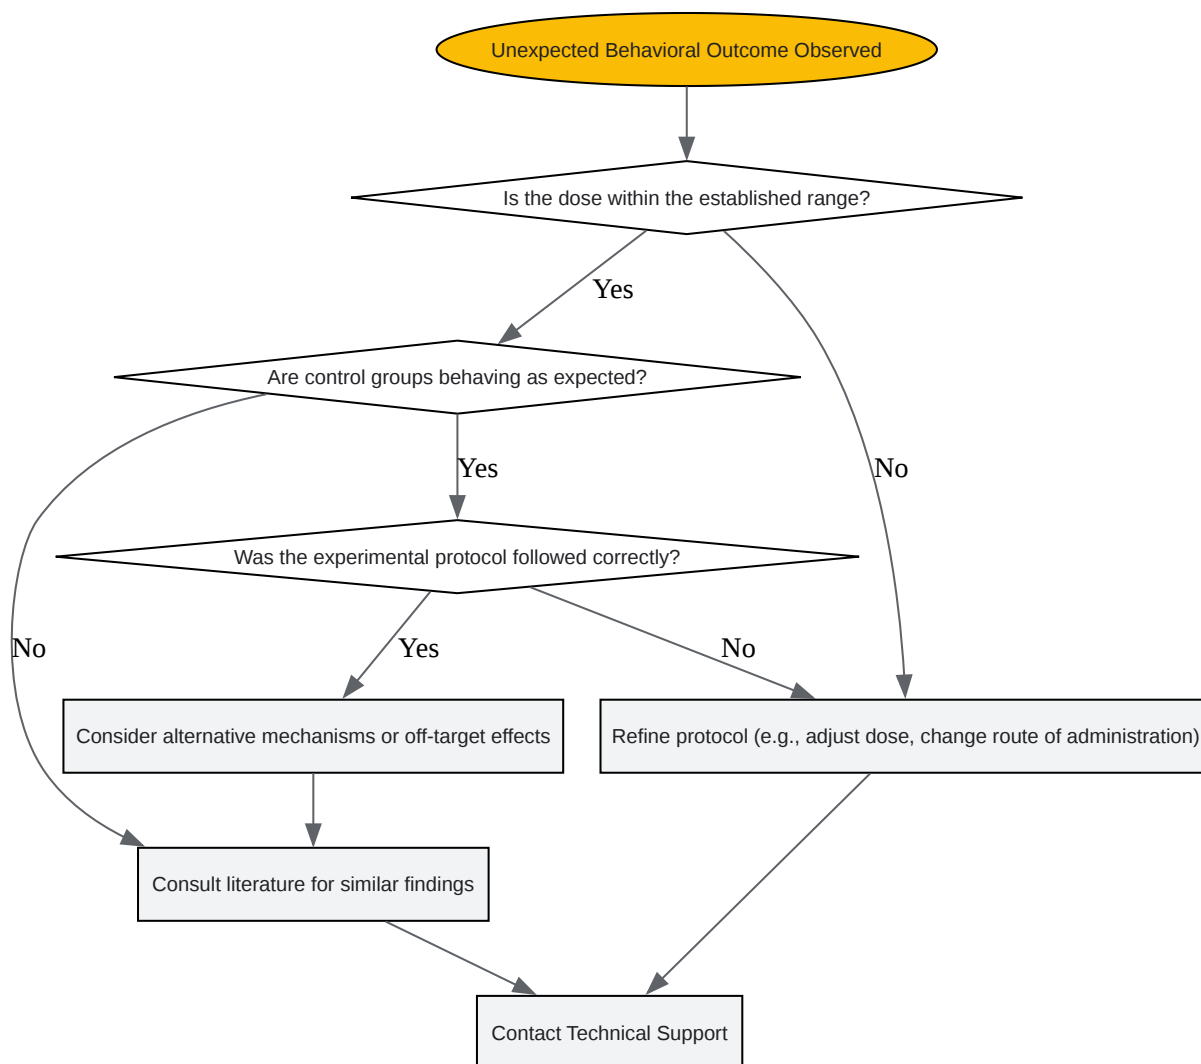 Unexpected Behavioral Outcome Observed
Is the dose within the established range?
Yes
Are control groups behaving as expected?
Yes
No
Was the experimental protocol followed correctly?
No
Yes
No
Consider alternative mechanisms or off-target effects
Refine protocol (e.g., adjust dose, change route of administration)
Consult literature for similar findings
Contact Technical Support